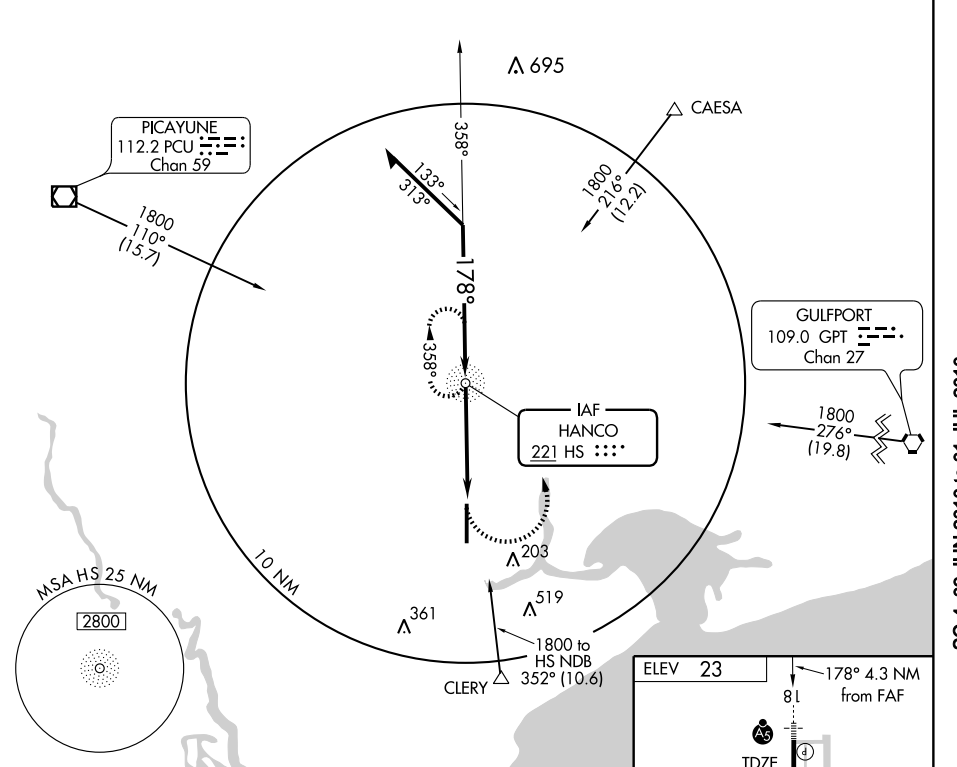 695
CAESA
1800
216°
(12.2)
PICAYUNE
112.2 PCU
Chan 59
1800
110°
(15.7)
358°
133°
313°
178°
358°
GULFPORT
109.0 GPT
Chan 27
1800
276°
(19.8)
IAF
HANCO
221 HS
203
519
361
10 NM
MSA HS 25 NM
2800
1800 to
HS NDB
352° (10.6)
CLERY
ELEV 23
178° 4.3 NM
from FAF
18
A5
P
TDZE